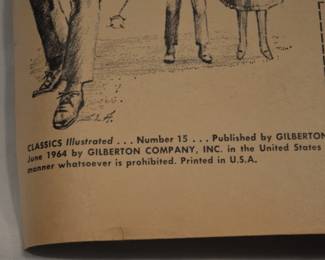 CLASSICS Illustrated . . . Number 15 . . . Published by GILBERTON
June 1964 by GILBERTON COMPANY, INC. in the United States
manner whatsoever is prohibited. Printed in U.S.A.